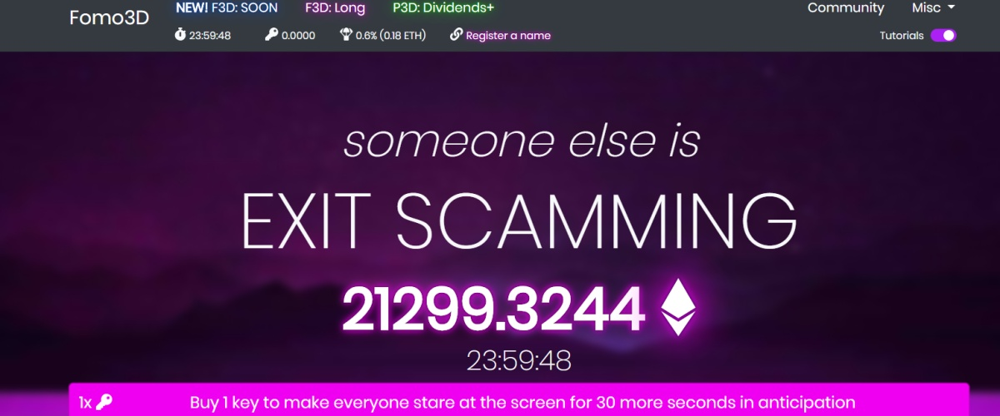 Fomo3D NEW! F3D: SOON F3D: Long P3D: Dividends+ Community Misc
23:59:48 0.0000 0.6% (0.18 ETH) Register a name Tutorials
someone else is
EXIT SCAMMING
21299.3244
23:59:48
1x Buy 1 key to make everyone stare at the screen for 30 more seconds in anticipation